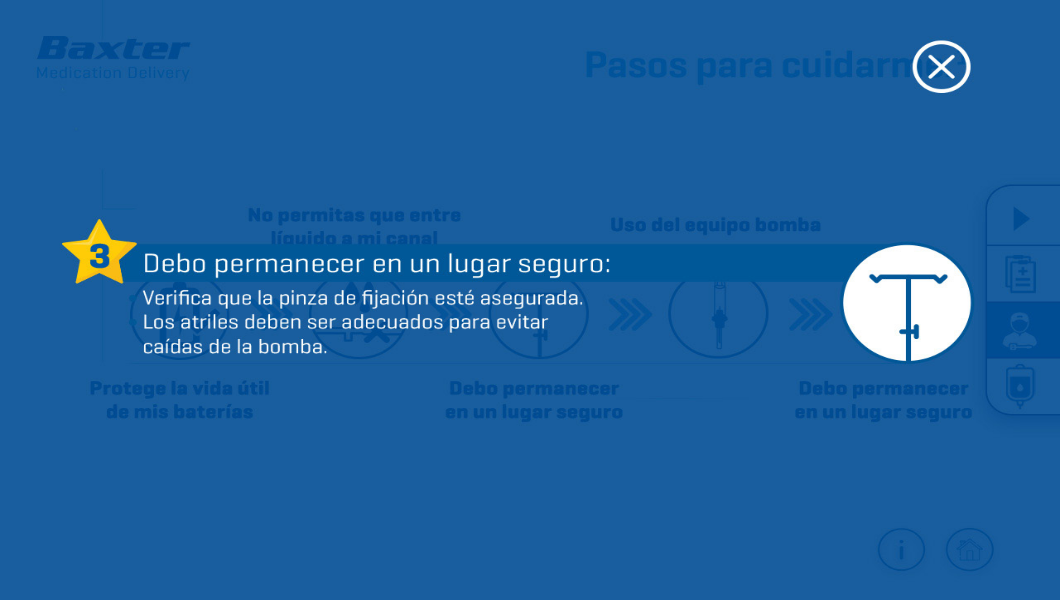 Baxter
Medication Delivery
Pasos para cuidarm
No permitas que entre
líquido a mi canal
Uso del equipo bomba
3
Debo permanecer en un lugar seguro:
Verifica que la pinza de fijación esté asegurada.
Los atriles deben ser adecuados para evitar
caídas de la bomba.
Protege la vida útil
de mis baterías
Debo permanecer
en un lugar seguro
Debo permanecer
en un lugar seguro
i